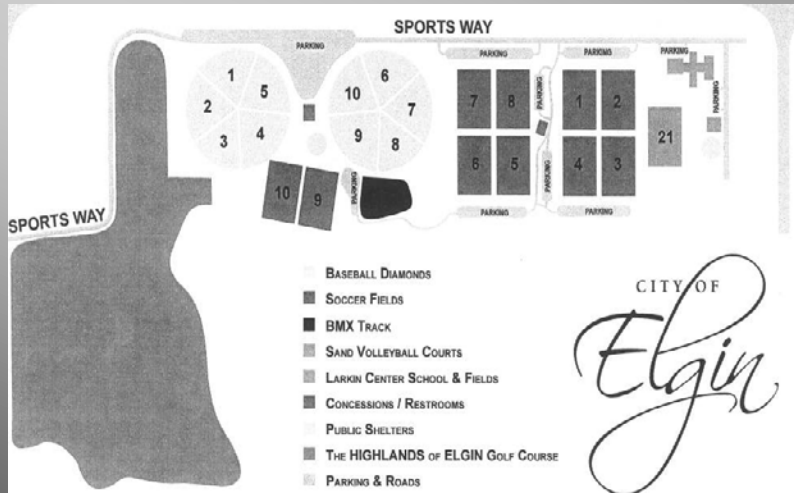 SPORTS WAY
PARKING
PARKING
PARKING
PARKING
1
2
3
4
5
6
7
8
9
10
PARKING
7
8
6
5
PARKING
PARKING
1
2
4
3
21
PARKING
10
9
PARKING
PARKING
PARKING
SPORTS WAY
BASEBALL DIAMONDS
SOCCER FIELDS
BMX TRACK
SAND VOLLEYBALL COURTS
LARKIN CENTER SCHOOL & FIELDS
CONCESSIONS / RESTROOMS
PUBLIC SHELTERS
THE HIGHLANDS OF ELGIN GOLF COURSE
PARKING & ROADS
CITY OF
Elgin